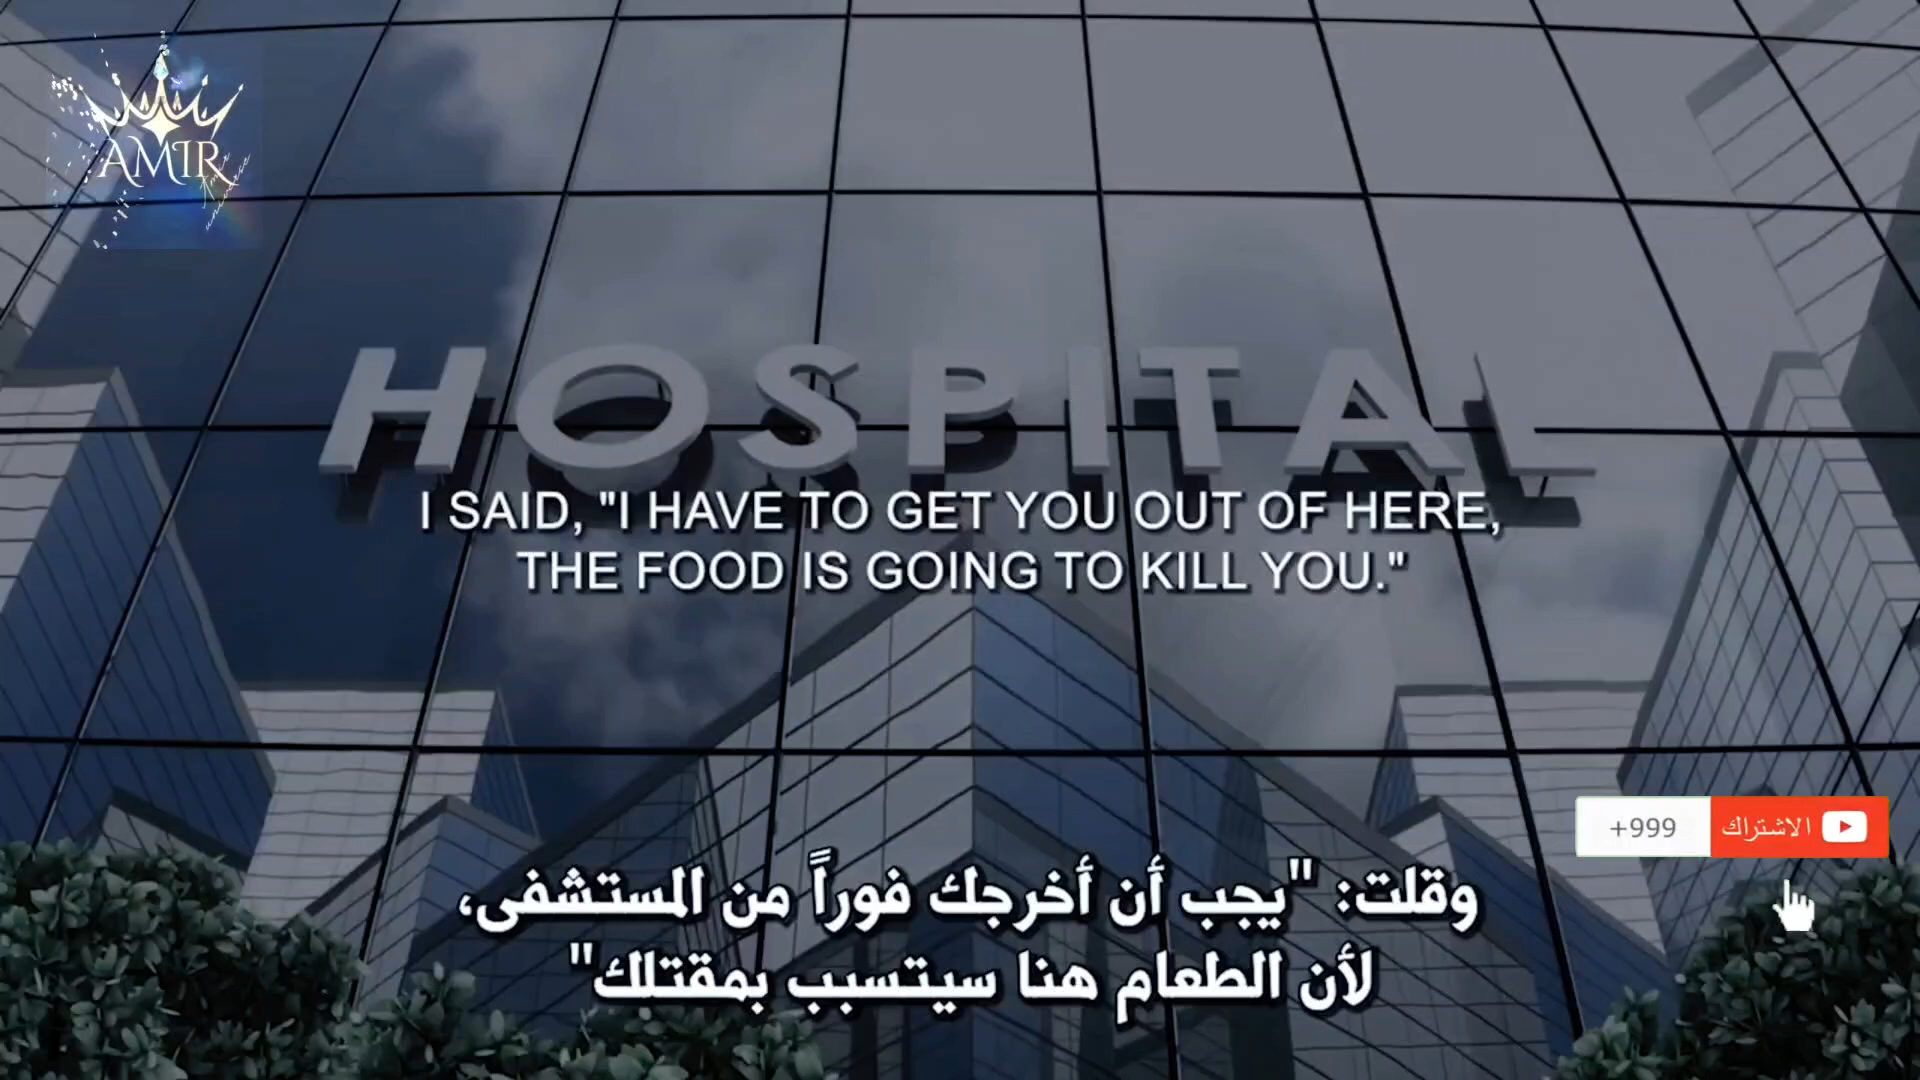 AMIR
HOSPITAL
I SAID, "I HAVE TO GET YOU OUT OF HERE,
THE FOOD IS GOING TO KILL YOU."
+999
الاشتراك
وقلت: "يجب أن أخرجك فوراً من المستشفى،
لأن الطعام هنا سيتسبب بمقتلك"